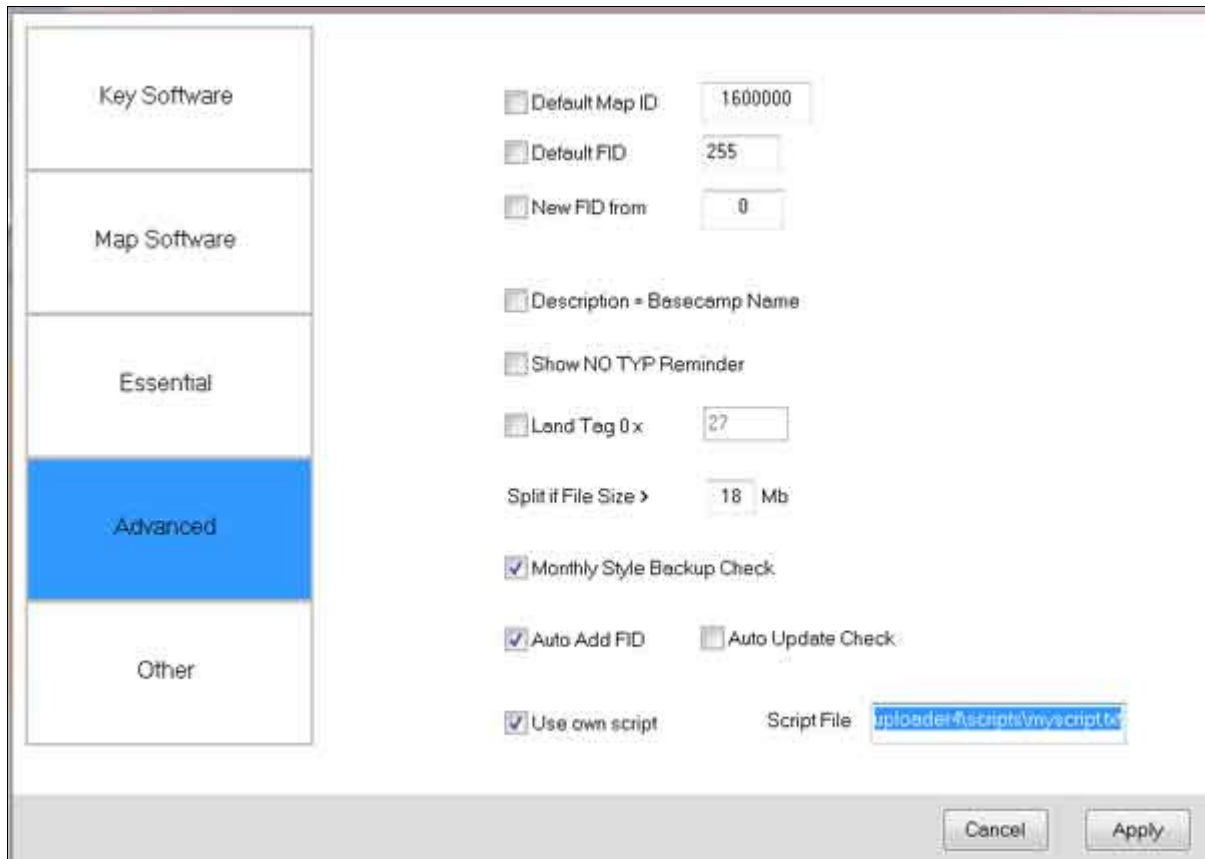 Key Software
Map Software
Essential
Advanced
Other
Default Map ID 1600000
Default FID 255
New FID from 0
Description = Basecamp Name
Show NO TYP Reminder
Land Tag 0 x 27
Split if File Size > 18 Mb
Monthly Style Backup Check
Auto Add FID Auto Update Check
Use own script Script File uploader4\scripts\myscript.txt
Cancel Apply